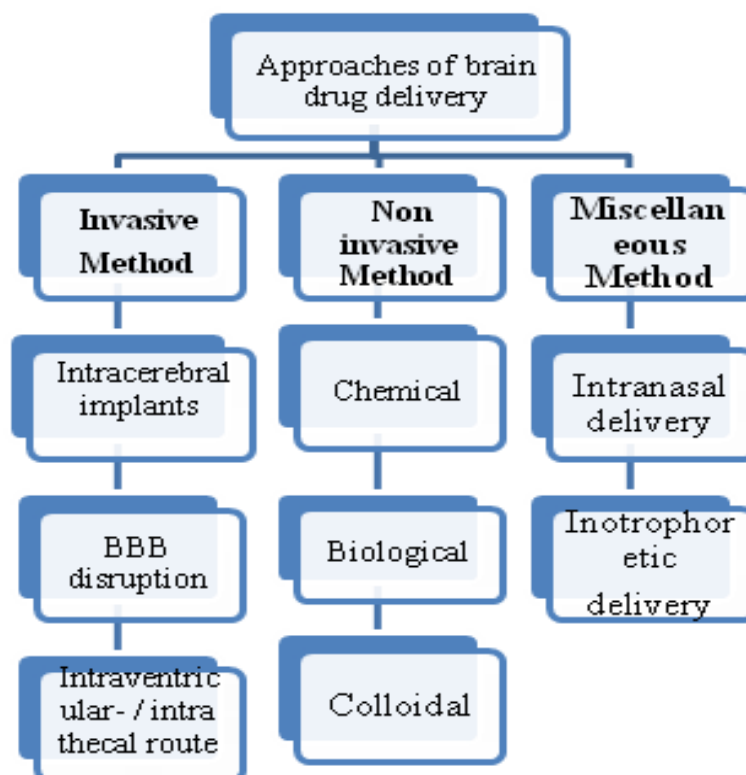 Approaches of brain
drug delivery
Invasive
Method
Non
invasive
Method
Miscellan
eous
Method
Intracerebral
implants
Chemical
Intranasal
delivery
BBB
disruption
Biological
Inotrophor
etic
delivery
Intraventric
ular- / intra
thecal route
Colloidal